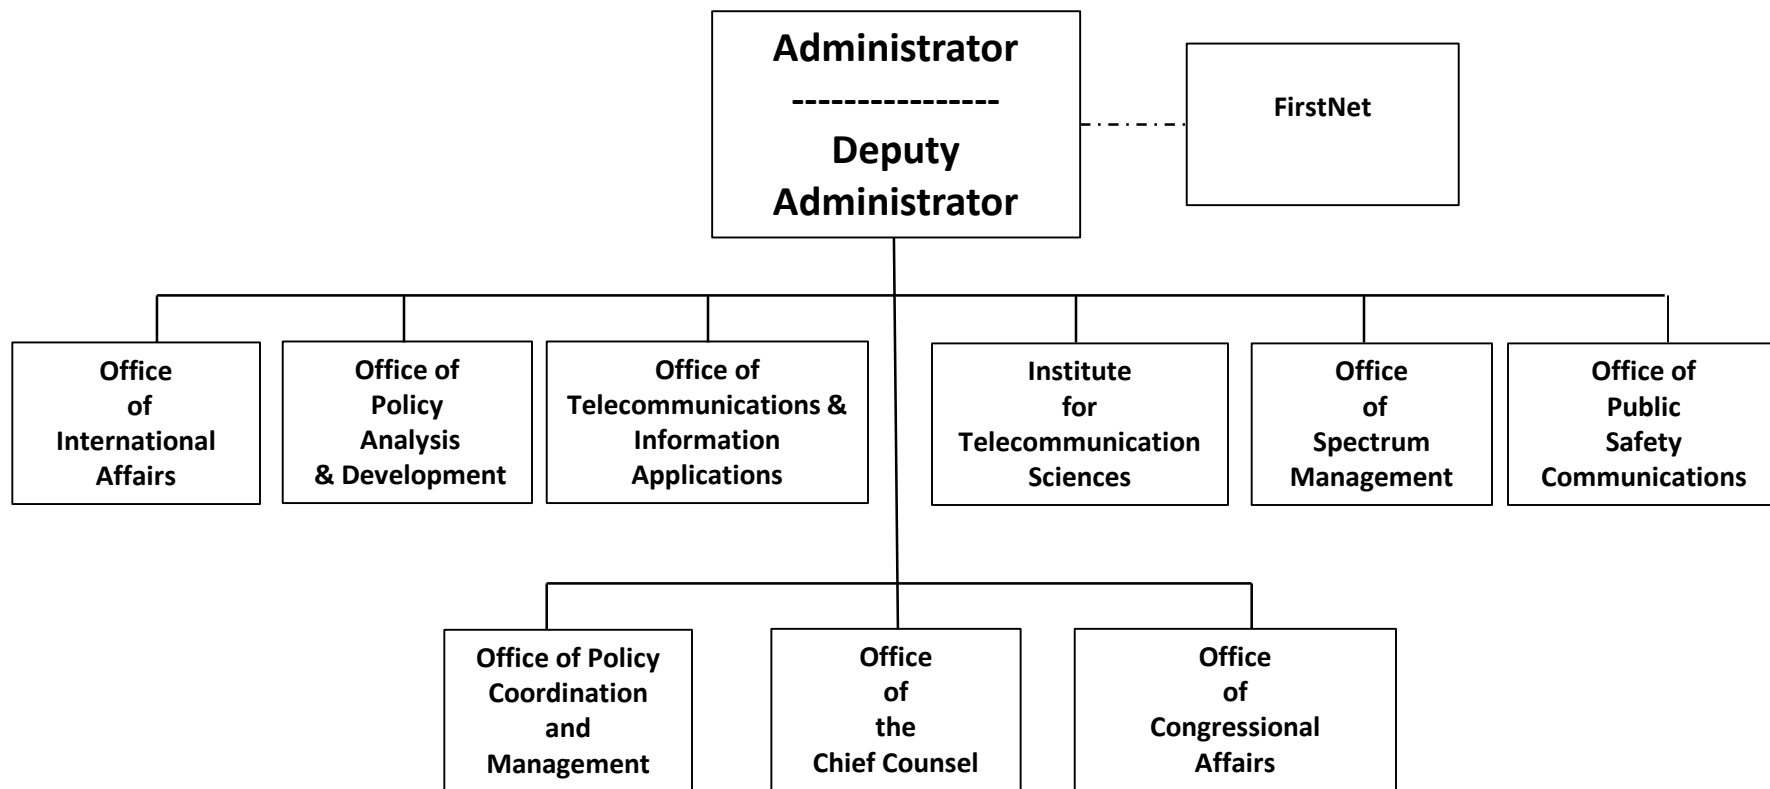 Administrator
----------------
Deputy
Administrator
FirstNet
Office
of
International
Affairs
Office of
Policy
Analysis
& Development
Office of
Telecommunications &
Information
Applications
Institute
for
Telecommunication
Sciences
Office
of
Spectrum
Management
Office of
Public
Safety
Communications
Office of Policy
Coordination
and
Management
Office
of
the
Chief Counsel
Office
of
Congressional
Affairs